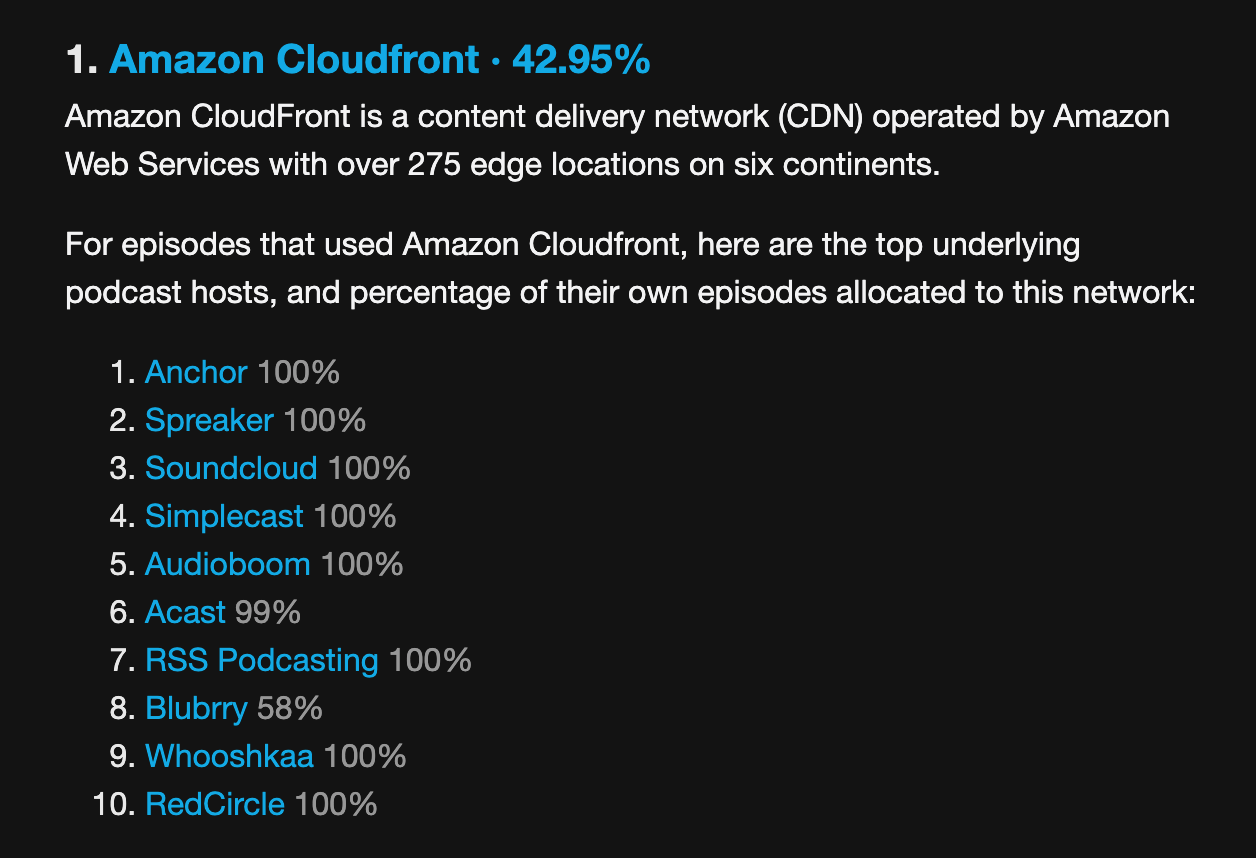 1. Amazon Cloudfront · 42.95%
Amazon CloudFront is a content delivery network (CDN) operated by Amazon
Web Services with over 275 edge locations on six continents.
For episodes that used Amazon Cloudfront, here are the top underlying
podcast hosts, and percentage of their own episodes allocated to this network:
1. Anchor 100%
2. Spreaker 100%
3. Soundcloud 100%
4. Simplecast 100%
5. Audioboom 100%
6. Acast 99%
7. RSS Podcasting 100%
8. Blubrry 58%
9. Whooshkaa 100%
10. RedCircle 100%